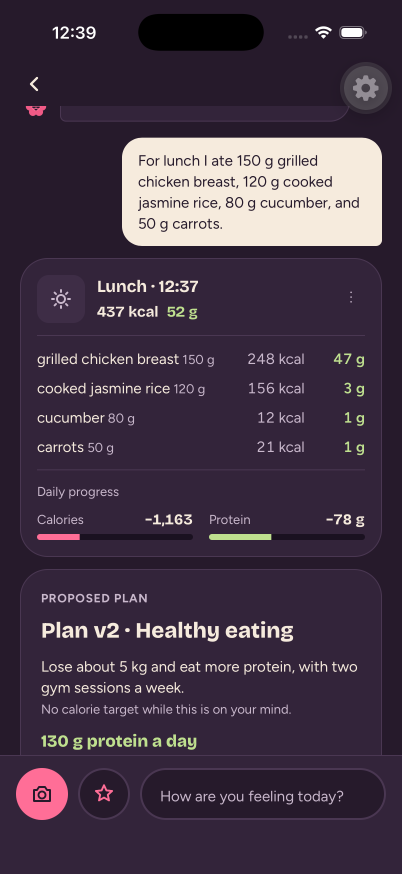 12:39
For lunch I ate 150 g grilled
chicken breast, 120 g cooked
jasmine rice, 80 g cucumber, and
50 g carrots.
Lunch · 12:37
437 kcal 52 g
grilled chicken breast 150 g 248 kcal 47 g
cooked jasmine rice 120 g 156 kcal 3 g
cucumber 80 g 12 kcal 1 g
carrots 50 g 21 kcal 1 g
Daily progress
Calories −1,163 Protein −78 g
PROPOSED PLAN
Plan v2 · Healthy eating
Lose about 5 kg and eat more protein, with two
gym sessions a week.
No calorie target while this is on your mind.
130 g protein a day
How are you feeling today?